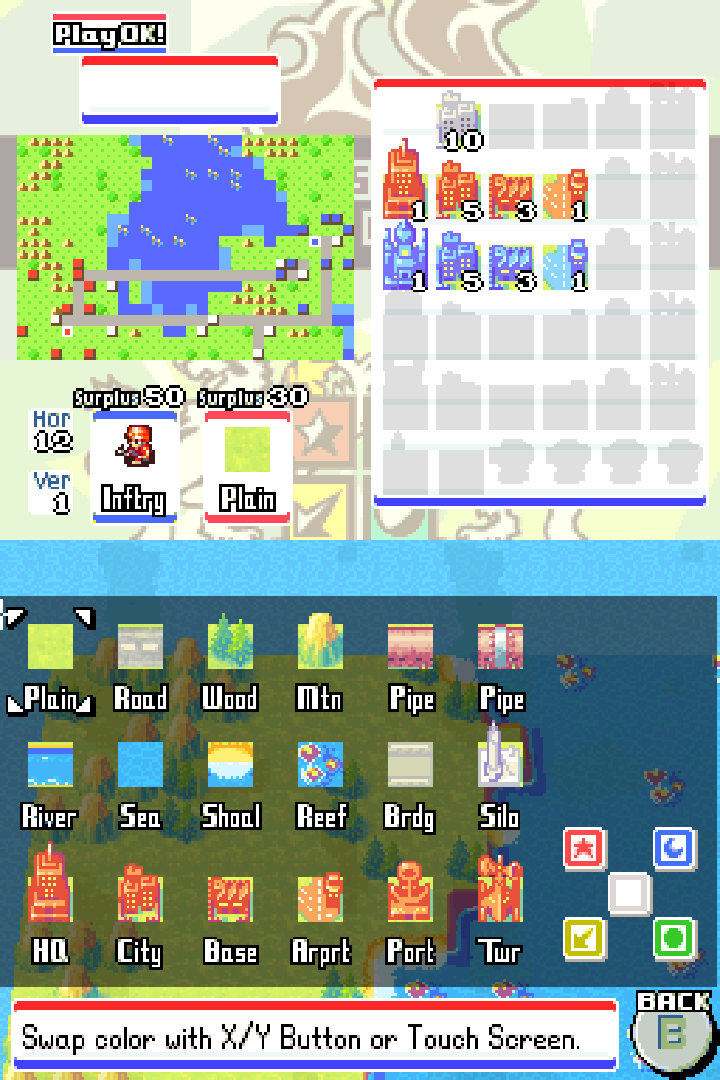 Play OK!
10
1 5 3 1
1 5 3 1
Surplus 50 Surplus 30
Hor
12
Ver
1
Inftry Plain
Plain Road Wood Mtn Pipe Pipe
River Sea Shoal Reef Brdg Silo
HQ City Base Arprt Port Twr
BACK
B
Swap color with X/Y Button or Touch Screen.